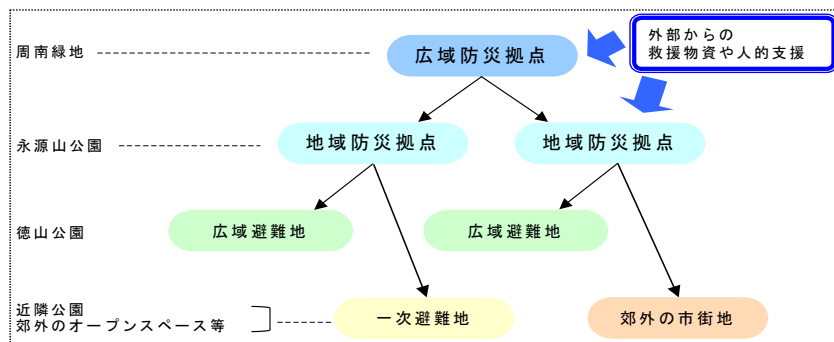 周南緑地
広域防災拠点
外部からの
救援物資や人的支援
永源山公園
地域防災拠点
地域防災拠点
徳山公園
広域避難地
広域避難地
近隣公園
郊外のオープンスペース等
一次避難地
郊外の市街地